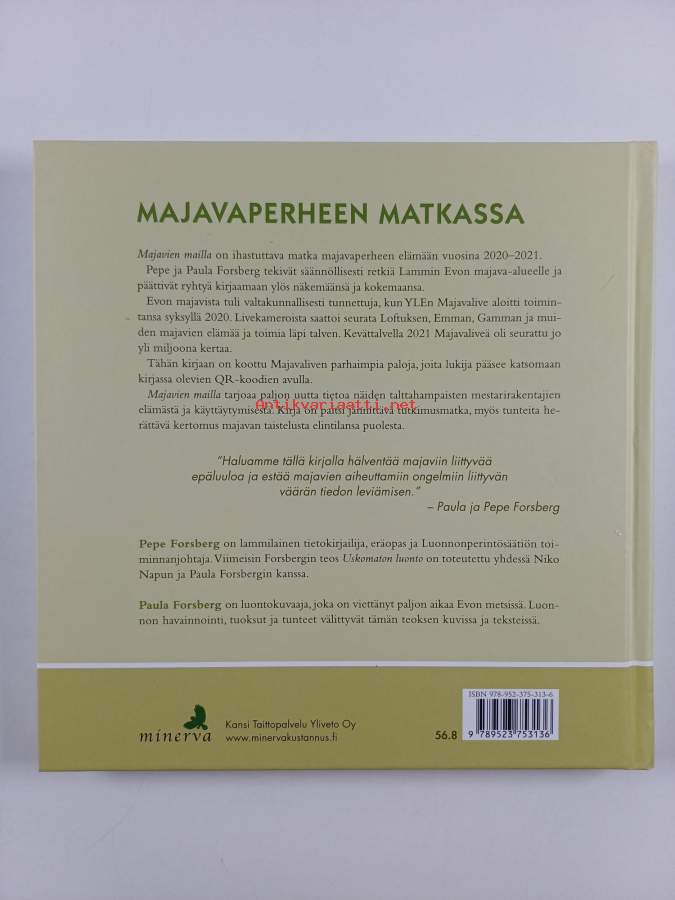 MAJAVAPERHEEN MATKASSA
Majavien mailla on ihastuttava matka majavaperheen elämään vuosina 2020–2021.
Pepe ja Paula Forsberg tekivät säännöllisesti retkiä Lammin Evon majava-alueelle ja
päättivät ryhtyä kirjaamaan ylös näkemäänsä ja kokemaansa.
Evon majavista tuli valtakunnallisesti tunnettuja, kun YLEn Majavalive aloitti toimin-
tansa syksyllä 2020. Livekameroista saattoi seurata Loftuksen, Emman, Gamman ja mui-
den majavien elämää ja toimia läpi talven. Kevättalvella 2021 Majavaliveä oli seurattu jo
yli miljoona kertaa.
Tähän kirjaan on koottu Majavaliven parhaimpia paloja, joita lukija pääsee katsomaan
kirjassa olevien QR-koodien avulla.
Majavien mailla tarjoaa paljon uutta tietoa näiden talttahampaisten mestarirakentajien
Antikvariaatti.net
elämästä ja käyttäytymisestä. Kirja on paitsi jännittävä tutkimusmatka, myös tunteita he-
rättävä kertomus majavan taistelusta elintilansa puolesta.
"Haluamme tällä kirjalla hälventää majaviin liittyvää
epäluuloa ja estää majavien aiheuttamiin ongelmiin liittyvän
väärän tiedon leviämisen."
– Paula ja Pepe Forsberg
Pepe Forsberg on lammilainen tietokirjailija, eräopas ja Luonnonperintösäätiön toi-
minnanjohtaja. Viimeisin Forsbergin teos Uskomaton luonto on toteutettu yhdessä Niko
Napun ja Paula Forsbergin kanssa.
Paula Forsberg on luontokuvaaja, joka on viettänyt paljon aikaa Evon metsissä. Luon-
non havainnointi, tuoksut ja tunteet välittyvät tämän teoksen kuvissa ja teksteissä.
minerva
Kansi Taittopalvelu Yliveto Oy
www.minervakustannus.fi
56.8
ISBN 978-952-375-313-6
9 789523 753136